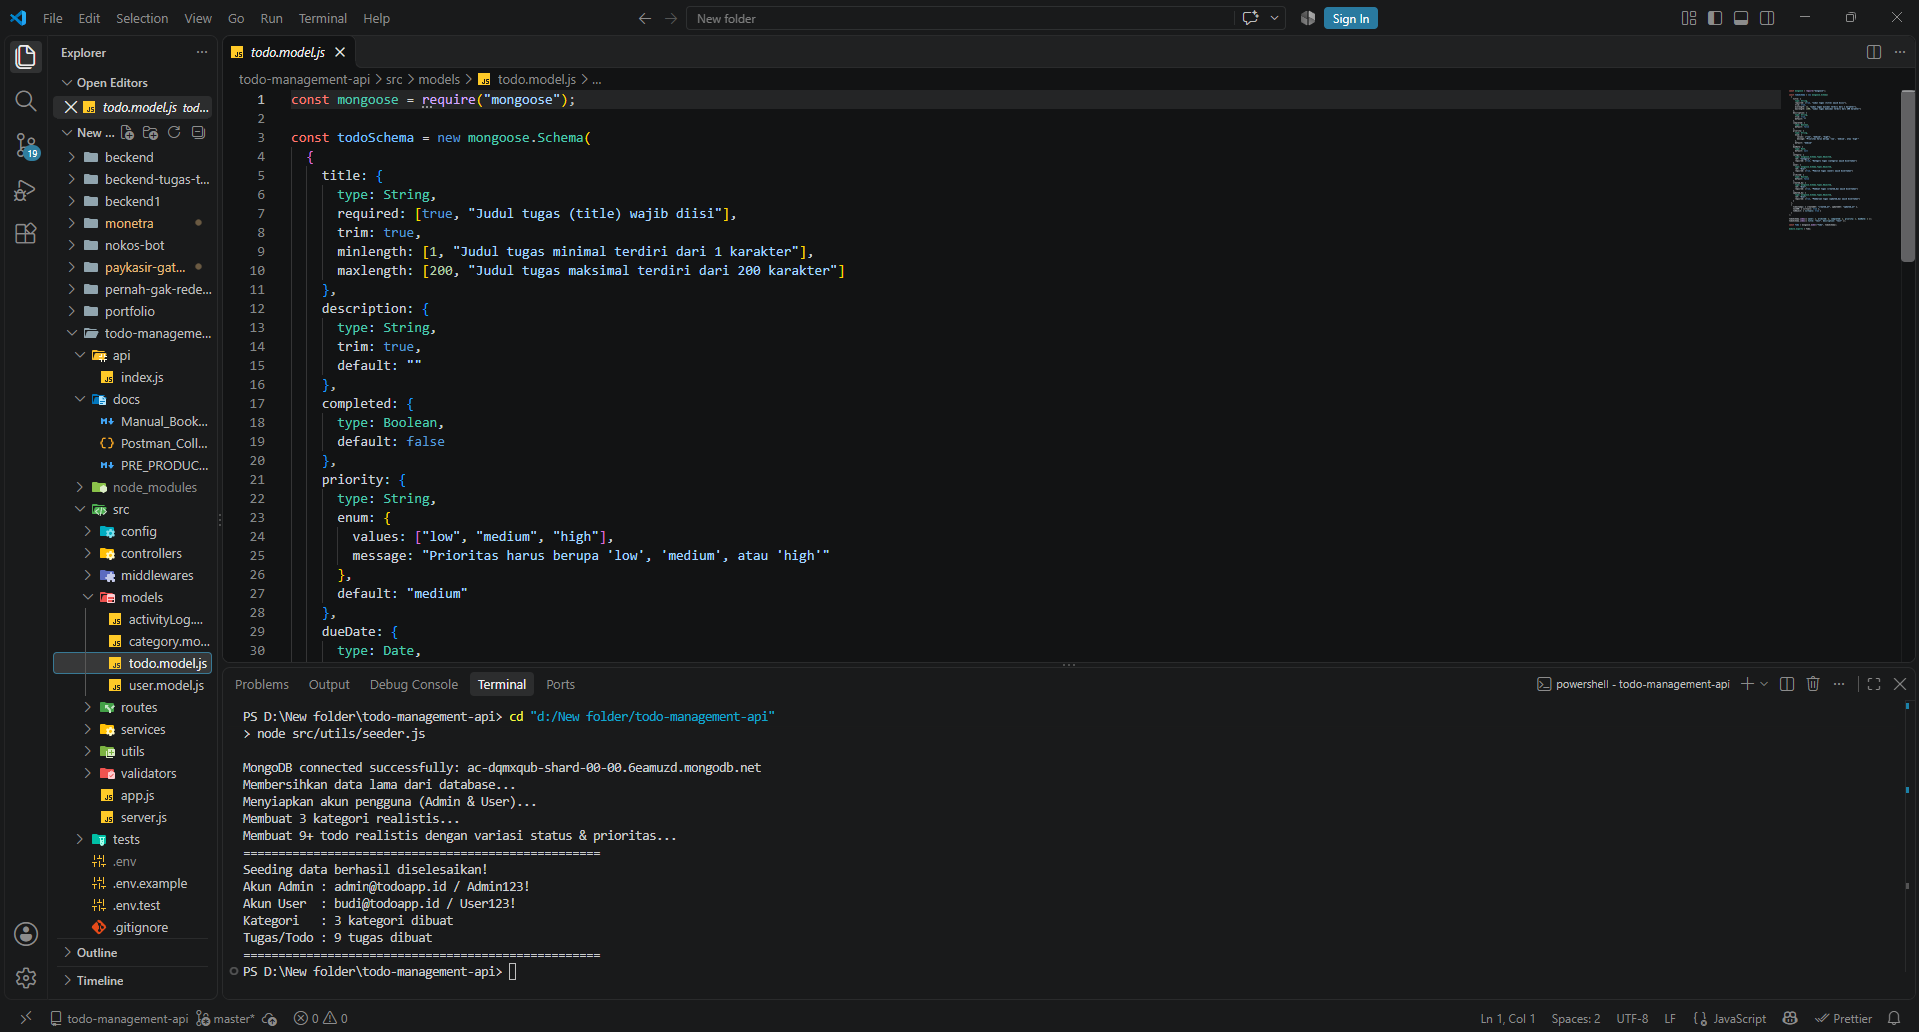 File Edit Selection View Go Run Terminal Help
New folder
Sign In
Explorer
Open Editors
todo.model.js tod...
New ...
beckend
beckend-tugas-t...
beckend1
monetra
nokos-bot
paykasir-gat...
pernah-gak-rede...
portfolio
todo-manageme...
api
index.js
docs
Manual_Book...
Postman_Coll...
PRE_PRODUC...
node_modules
src
config
controllers
middlewares
models
activityLog....
category.mo...
todo.model.js
user.model.js
routes
services
utils
validators
app.js
server.js
tests
.env
.env.example
.env.test
.gitignore
Outline
Timeline
19
todo.model.js
todo-management-api > src > models > JS todo.model.js > ...
1 const mongoose = require("mongoose");
2
3 const todoSchema = new mongoose.Schema(
4 {
5 title: {
6 type: String,
7 required: [true, "Judul tugas (title) wajib diisi"],
8 trim: true,
9 minlength: [1, "Judul tugas minimal terdiri dari 1 karakter"],
10 maxlength: [200, "Judul tugas maksimal terdiri dari 200 karakter"]
11 },
12 description: {
13 type: String,
14 trim: true,
15 default: ""
16 },
17 completed: {
18 type: Boolean,
19 default: false
20 },
21 priority: {
22 type: String,
23 enum: {
24 values: ["low", "medium", "high"],
25 message: "Prioritas harus berupa 'low', 'medium', atau 'high'"
26 },
27 default: "medium"
28 },
29 dueDate: {
30 type: Date,
Problems Output Debug Console Terminal Ports
powershell - todo-management-api
PS D:\New folder\todo-management-api> cd "d:/New folder/todo-management-api"
> node src/utils/seeder.js
MongoDB connected successfully: ac-dqmxqub-shard-00-00.6eamuzd.mongodb.net
Membersihkan data lama dari database...
Menyiapkan akun pengguna (Admin & User)...
Membuat 3 kategori realistis...
Membuat 9+ todo realistis dengan variasi status & prioritas...
===================================================
Seeding data berhasil diselesaikan!
Akun Admin : admin@todoapp.id / Admin123!
Akun User : budi@todoapp.id / User123!
Kategori : 3 kategori dibuat
Tugas/Todo : 9 tugas dibuat
===================================================
PS D:\New folder\todo-management-api>
todo-management-api master* 0 0
Ln 1, Col 1 Spaces: 2 UTF-8 LF {} JavaScript Prettier